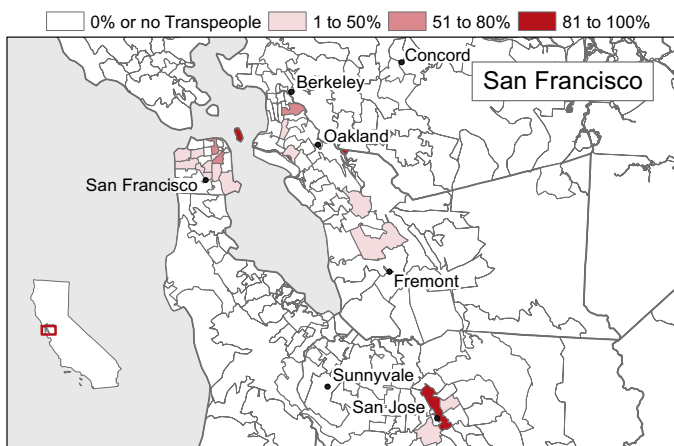 0% or no Transpeople 1 to 50% 51 to 80% 81 to 100%
Concord
San Francisco
Berkeley
Oakland
San Francisco
Fremont
Sunnyvale
San Jose